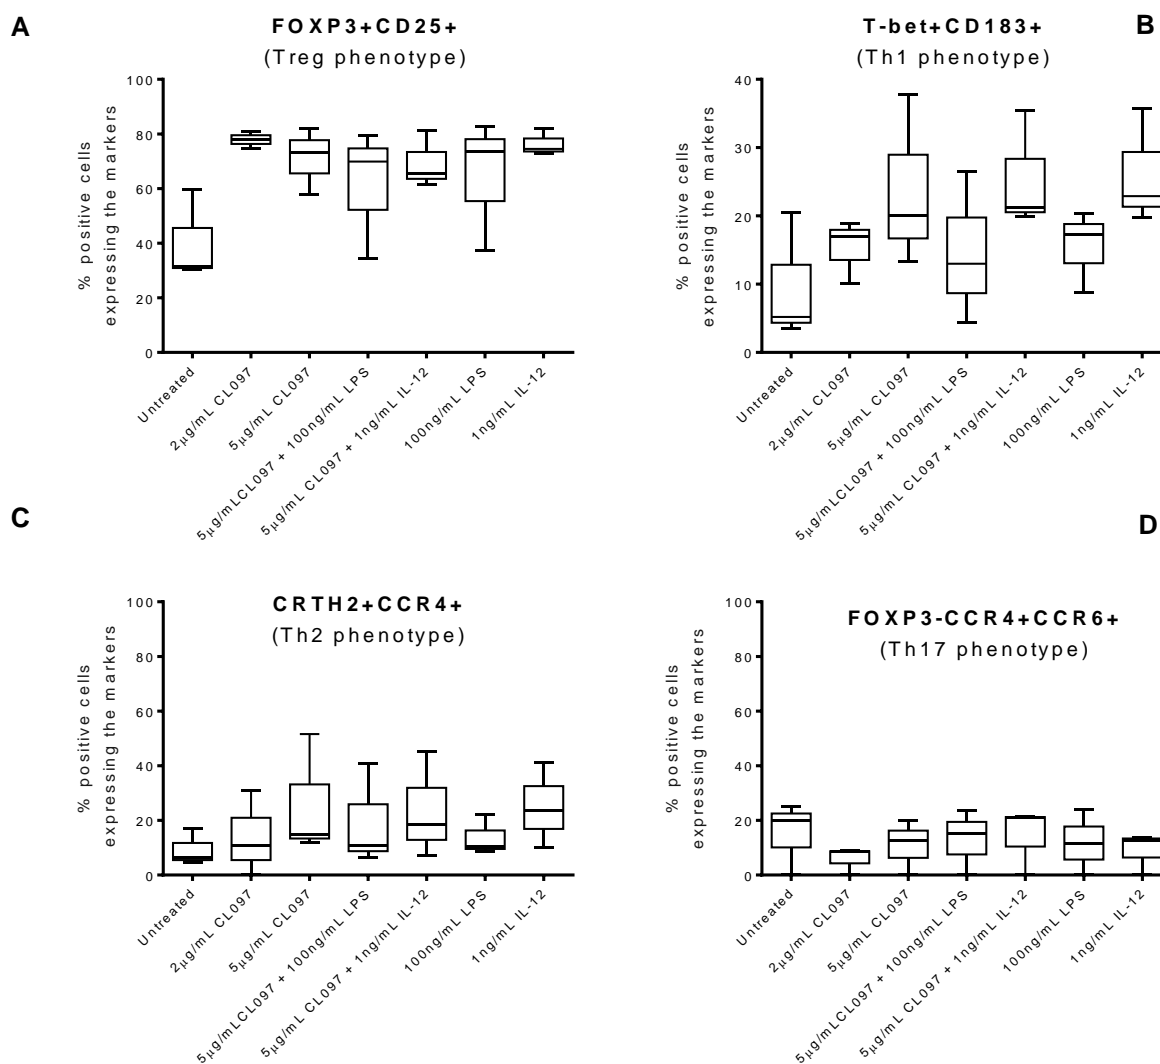 A
FOXP3+CD25+
(Treg phenotype)
% positive cells
expressing the markers
100
80
60
40
20
0
Untreated
2µg/mL CL097
5µg/mL CL097
5µg/mLCL097 + 100ng/mL LPS
5µg/mL CL097 + 1ng/mL IL-12
100ng/mL LPS
1ng/mL IL-12
B
T-bet+CD183+
(Th1 phenotype)
% positive cells
expressing the markers
40
30
20
10
0
Untreated
2µg/mL CL097
5µg/mL CL097
5µg/mLCL097 + 100ng/mL LPS
5µg/mL CL097 + 1ng/mL IL-12
100ng/mL LPS
1ng/mL IL-12
C
CRTH2+CCR4+
(Th2 phenotype)
% positive cells
expressing the markers
100
80
60
40
20
0
Untreated
2µg/mL CL097
5µg/mL CL097
5µg/mLCL097 + 100ng/mL LPS
5µg/mL CL097 + 1ng/mL IL-12
100ng/mL LPS
1ng/mL IL-12
D
FOXP3-CCR4+CCR6+
(Th17 phenotype)
% positive cells
expressing the markers
100
80
60
40
20
0
Untreated
2µg/mL CL097
5µg/mL CL097
5µg/mLCL097 + 100ng/mL LPS
5µg/mL CL097 + 1ng/mL IL-12
100ng/mL LPS
1ng/mL IL-12